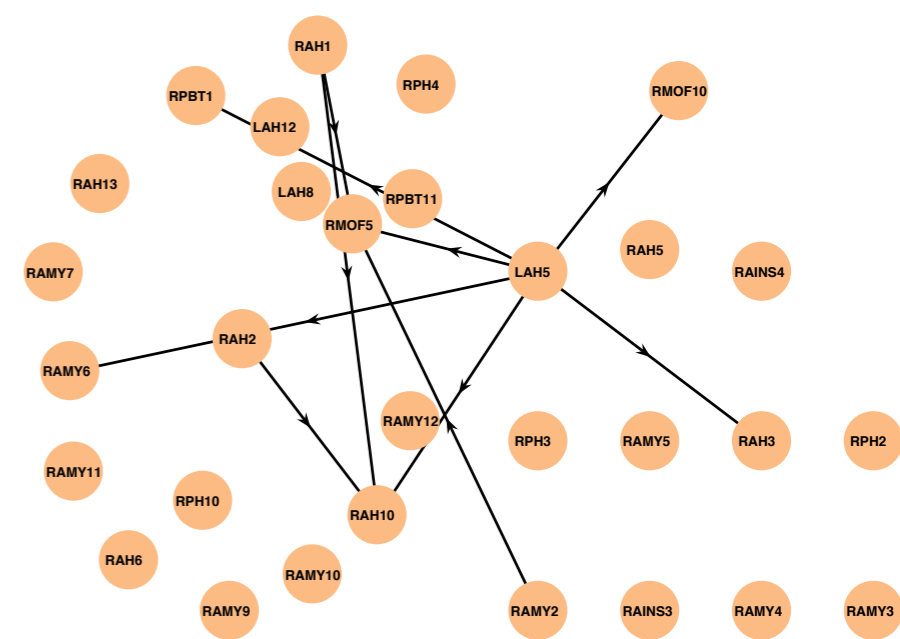 RAH1
RPH4
RMOF10
RPBT1
LAH12
RAH13
LAH8
RPBT11
RMOF5
RAH5
RAINS4
RAMY7
LAH5
RAH2
RAMY6
RAMY12
RPH3
RAMY5
RAH3
RPH2
RAMY11
RPH10
RAH10
RAH6
RAMY10
RAMY9
RAMY2
RAINS3
RAMY4
RAMY3